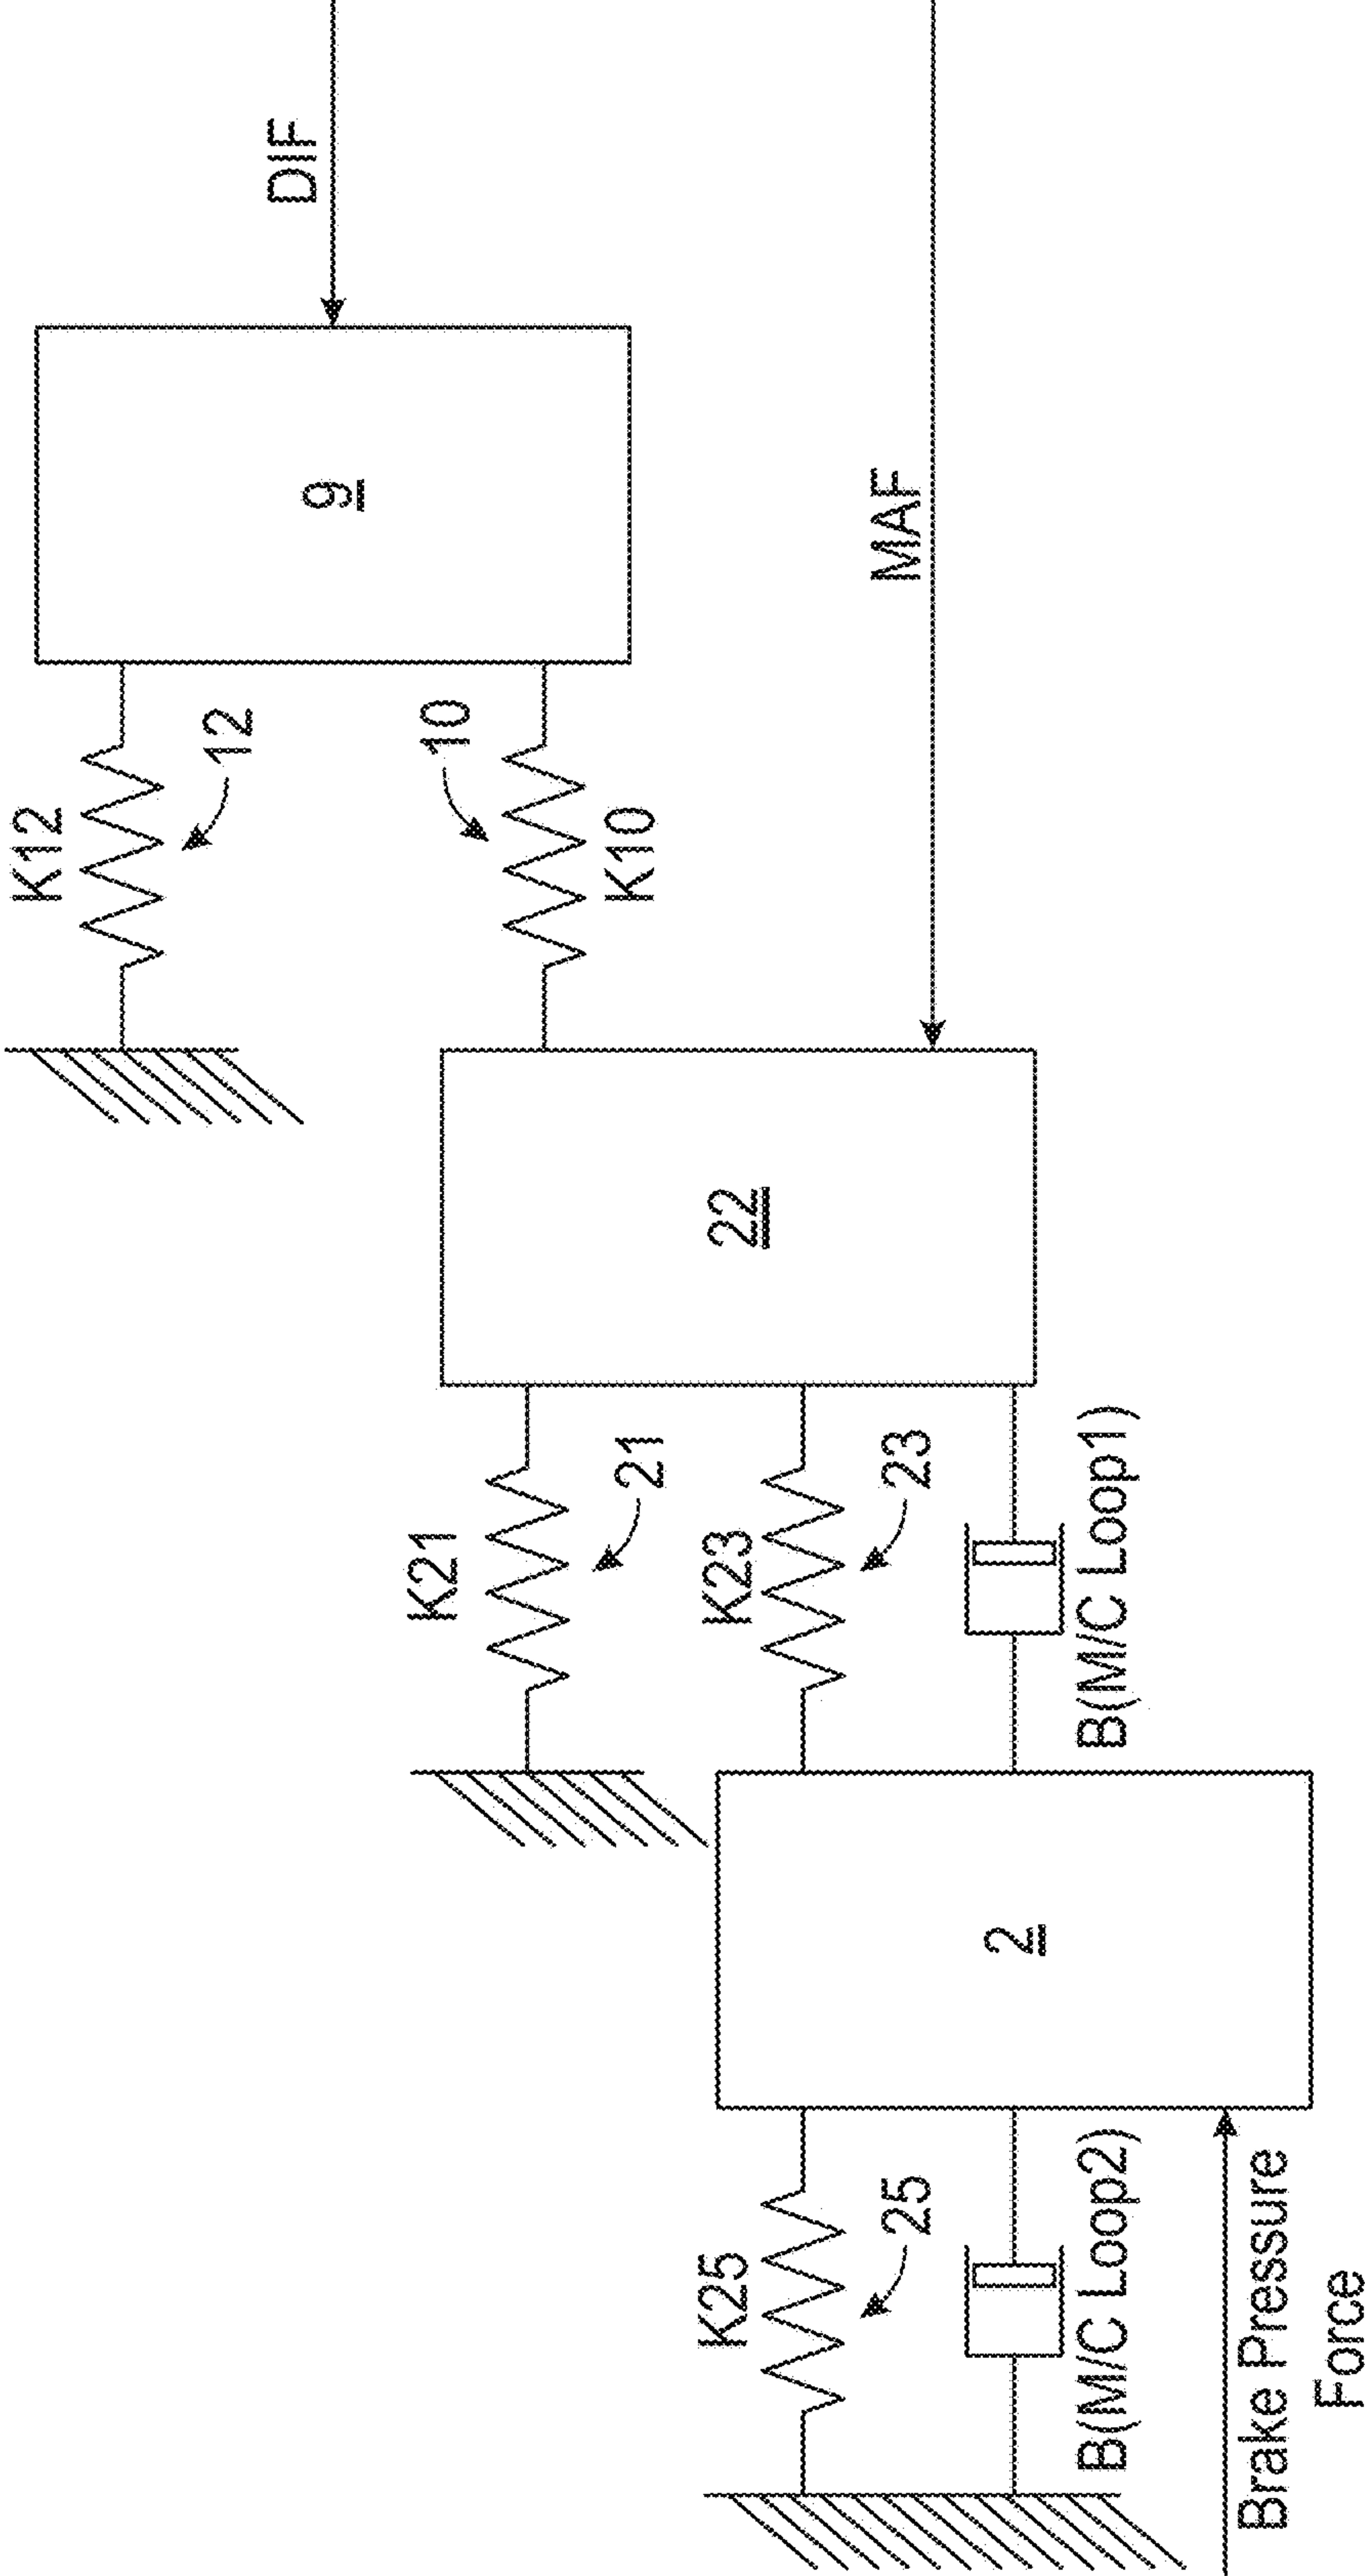 K12
12
DIF
9
K21
10
21
K10
K25
K23
22
25
23
MAF
2
B(M/C Loop2)
B(M/C Loop1)
Brake Pressure
Force